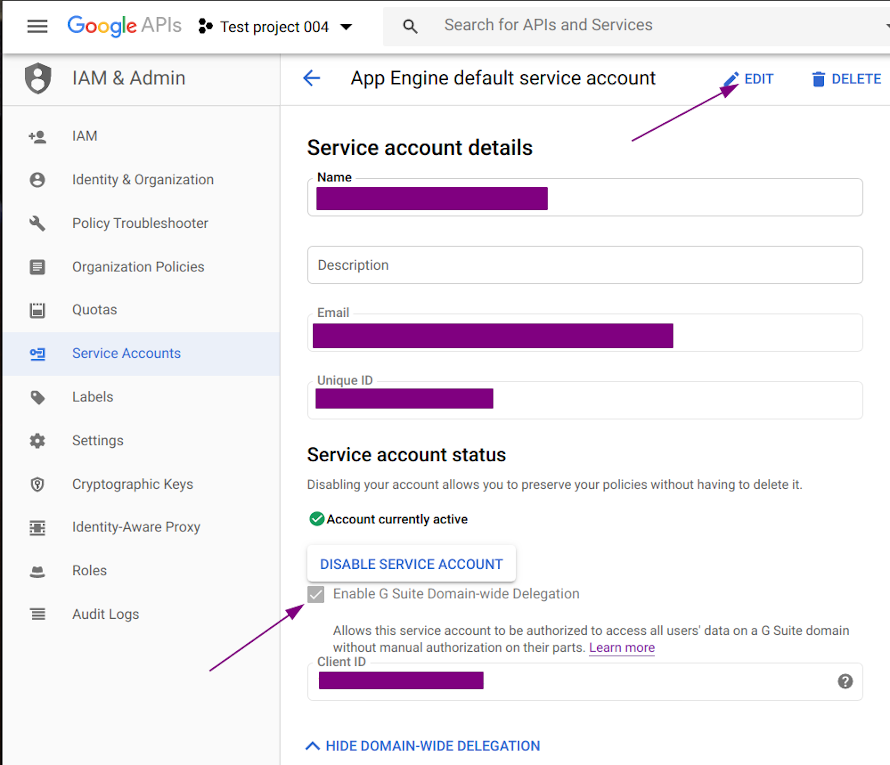 Google APIs
Test project 004
Search for APIs and Services
IAM & Admin
App Engine default service account
EDIT
DELETE
IAM
Identity & Organization
Policy Troubleshooter
Organization Policies
Quotas
Service Accounts
Labels
Settings
Cryptographic Keys
Identity-Aware Proxy
Roles
Audit Logs
Service account details
Name
Description
Email
Unique ID
Service account status
Disabling your account allows you to preserve your policies without having to delete it.
Account currently active
DISABLE SERVICE ACCOUNT
Enable G Suite Domain-wide Delegation
Allows this service account to be authorized to access all users' data on a G Suite domain
without manual authorization on their parts. Learn more
Client ID
HIDE DOMAIN-WIDE DELEGATION